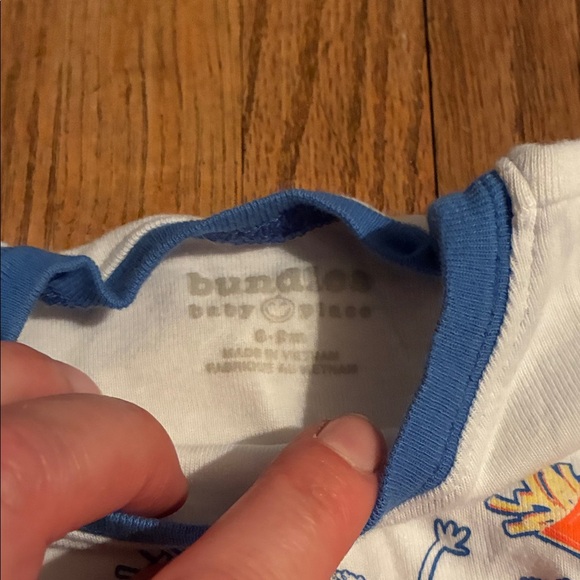 bundles
baby place
6-9m
MADE IN VIETNAM
FABRIQUÉ AU VIETNAM